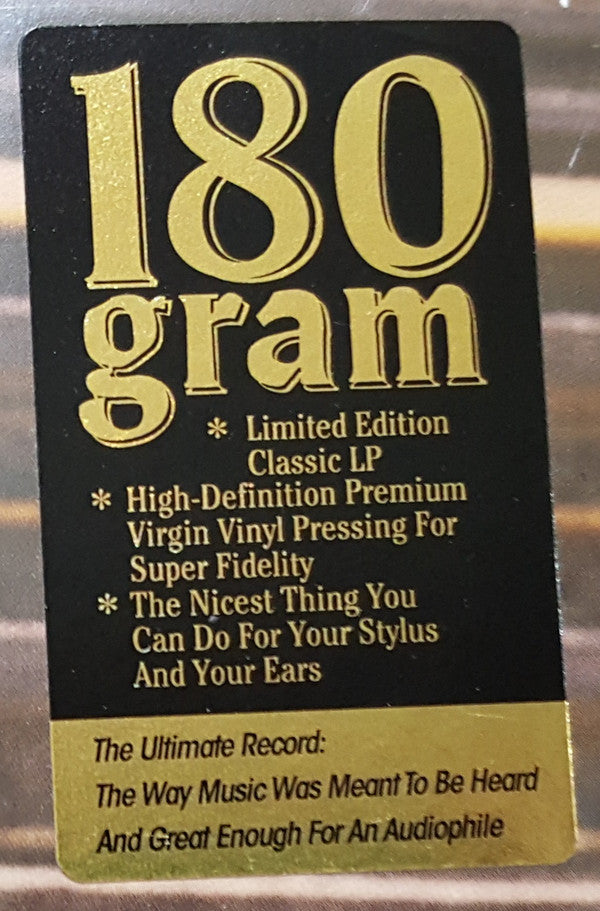 180
gram
* Limited Edition
Classic LP
* High-Definition Premium
Virgin Vinyl Pressing For
Super Fidelity
* The Nicest Thing You
Can Do For Your Stylus
And Your Ears
The Ultimate Record:
The Way Music Was Meant To Be Heard
And Great Enough For An Audiophile